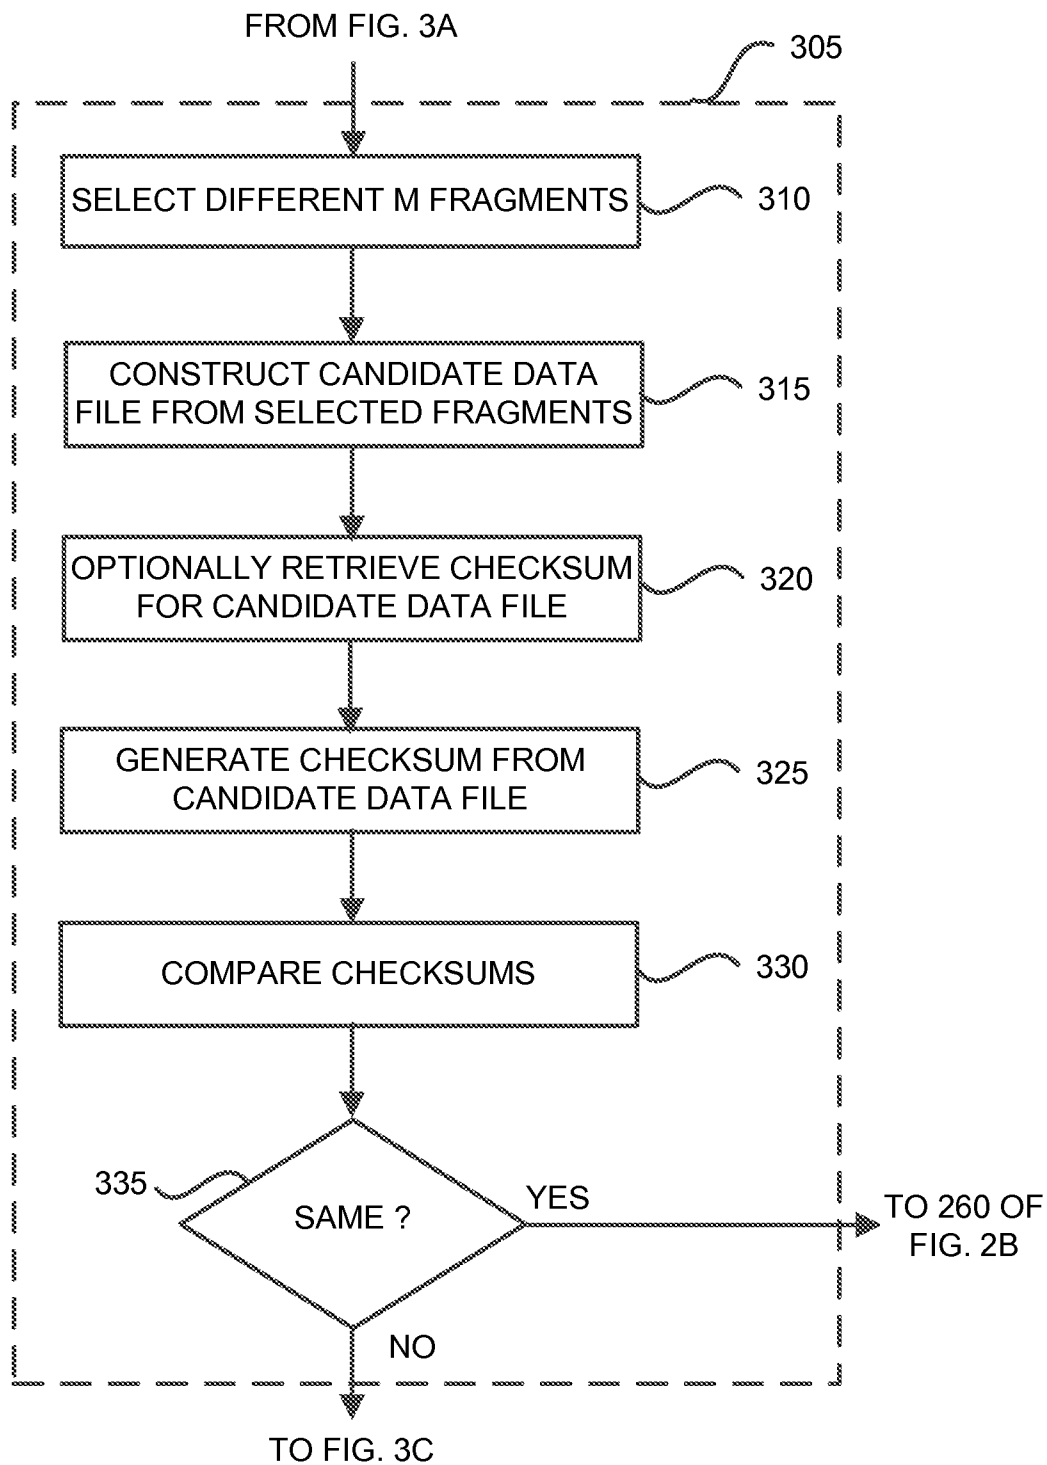 FROM FIG. 3A
305
SELECT DIFFERENT M FRAGMENTS
310
CONSTRUCT CANDIDATE DATA
FILE FROM SELECTED FRAGMENTS
315
OPTIONALLY RETRIEVE CHECKSUM
FOR CANDIDATE DATA FILE
320
GENERATE CHECKSUM FROM
CANDIDATE DATA FILE
325
COMPARE CHECKSUMS
330
335
SAME ?
YES
TO 260 OF
FIG. 2B
NO
TO FIG. 3C